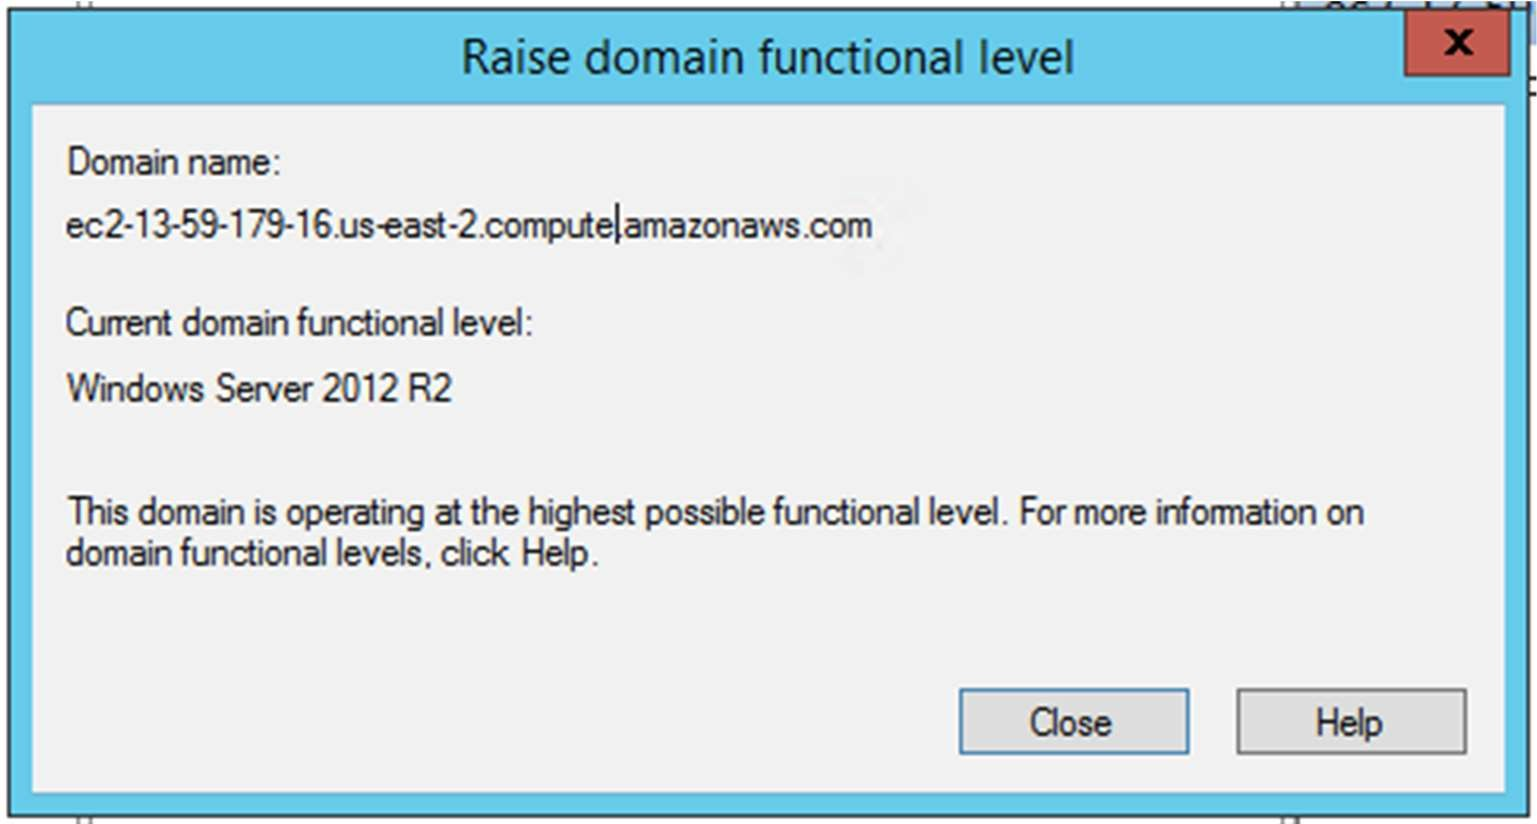 Raise domain functional level
x
Domain name:
ec2-13-59-179-16.us-east-2.compute.amazonaws.com
Current domain functional level:
Windows Server 2012 R2
This domain is operating at the highest possible functional level. For more information on
domain functional levels, click Help.
Close
Help